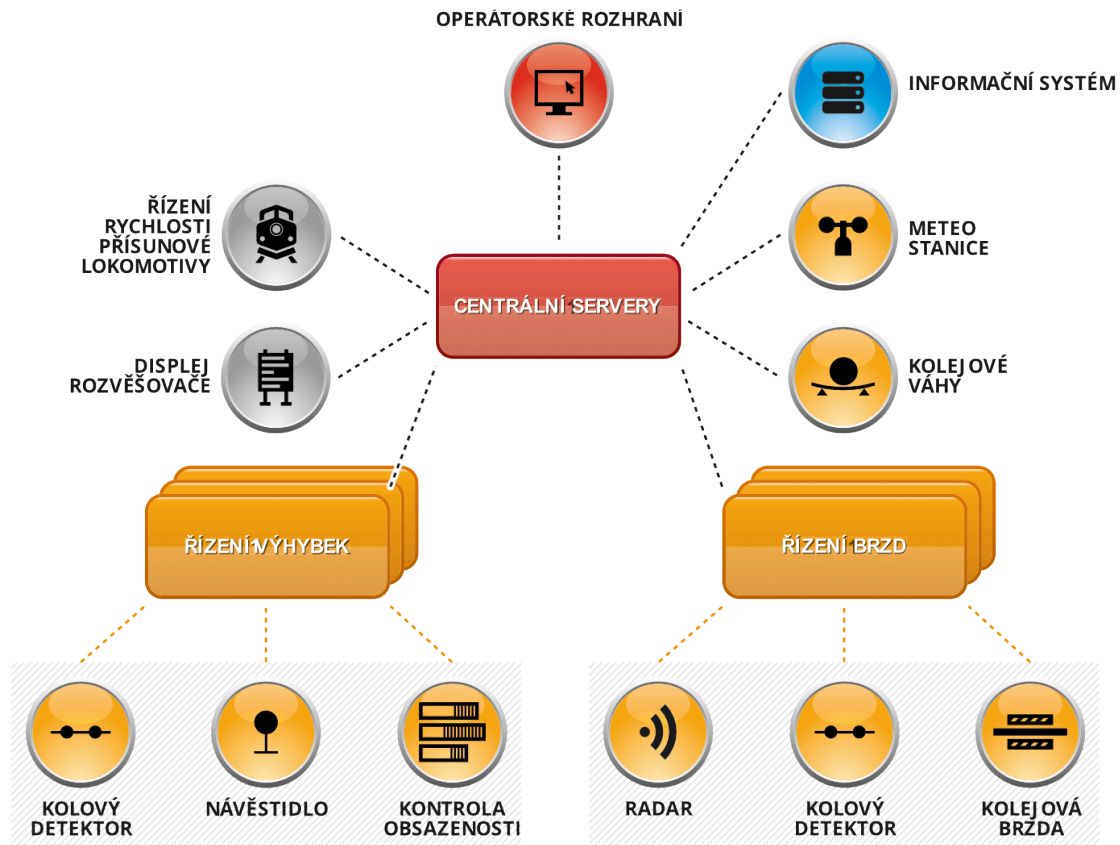 OPERÁTORSKÉ ROZHRANÍ
INFORMAČNÍ SYSTÉM
ŘÍZENÍ
RYCHLOSTI
PŘÍSUNOVÉ
LOKOMOTIVY
METEO
STANICE
CENTRÁLNÍ SERVERY
DISPLEJ
ROZVĚŠOVAČE
KOLEJOVÉ
VÁHY
ŘÍZENÍ VÝHYBEK
ŘÍZENÍ BRZD
KOLOVÝ
DETEKTOR
NÁVĚSTIDLO
KONTROLA
OBSAZENOSTI
RADAR
KOLOVÝ
DETEKTOR
KOLEJOVÁ
BRZDA